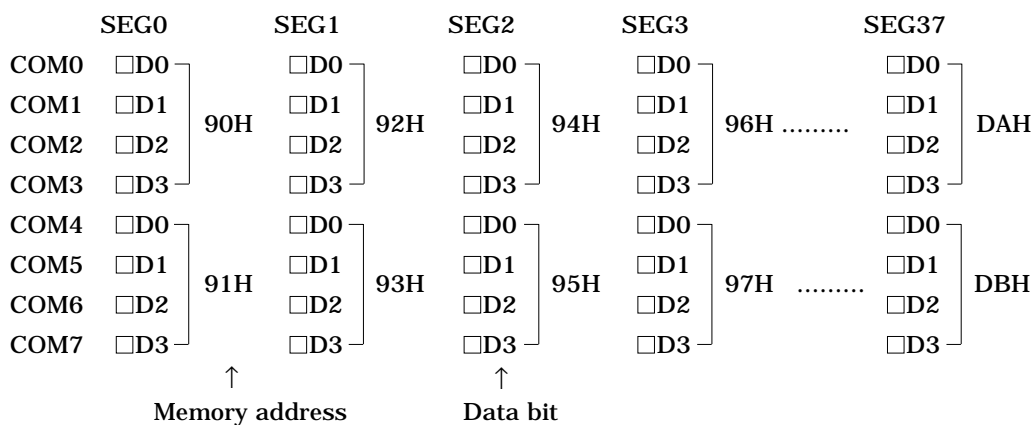 SEG0 SEG1 SEG2 SEG3 SEG37
COM0 □D0 □D0 □D0 □D0 □D0
COM1 □D1 □D1 □D1 □D1 □D1
90H 92H 94H 96H ......... DAH
COM2 □D2 □D2 □D2 □D2 □D2
COM3 □D3 □D3 □D3 □D3 □D3
COM4 □D0 □D0 □D0 □D0 □D0
COM5 □D1 □D1 □D1 □D1 □D1
91H 93H 95H 97H ......... DBH
COM6 □D2 □D2 □D2 □D2 □D2
COM7 □D3 □D3 □D3 □D3 □D3
↑ ↑
Memory address Data bit